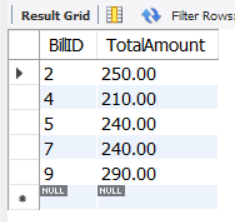 Result Grid Filter Rows:
BillID TotalAmount
2 250.00
4 210.00
5 240.00
7 240.00
9 290.00
NULL NULL